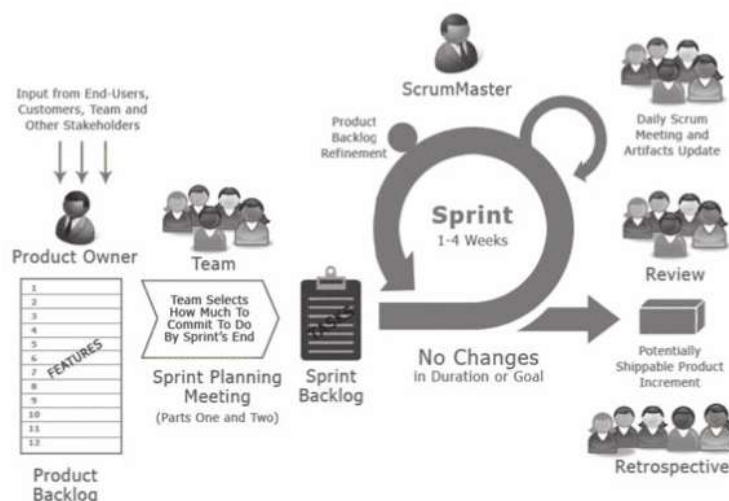 Input from End-Users,
Customers, Team and
Other Stakeholders
Product Owner
1
2
3
4
5
6
7
8
9
10
11
12
FEATURES
Product
Backlog
Team
Team Selects
How Much To
Commit To Do
By Sprint's End
Sprint Planning
Meeting
(Parts One and Two)
TASKS
Sprint
Backlog
ScrumMaster
Product
Backlog
Refinement
Sprint
1-4 Weeks
No Changes
in Duration or Goal
Daily Scrum
Meeting and
Artifacts Update
Review
Potentially
Shippable Product
Increment
Retrospective